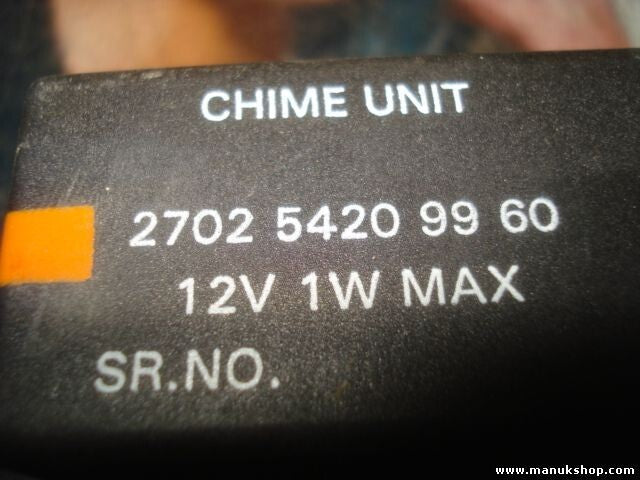 CHIME UNIT
2702 5420 99 60
12V 1W MAX
SR.NO.
www.manukshop.com